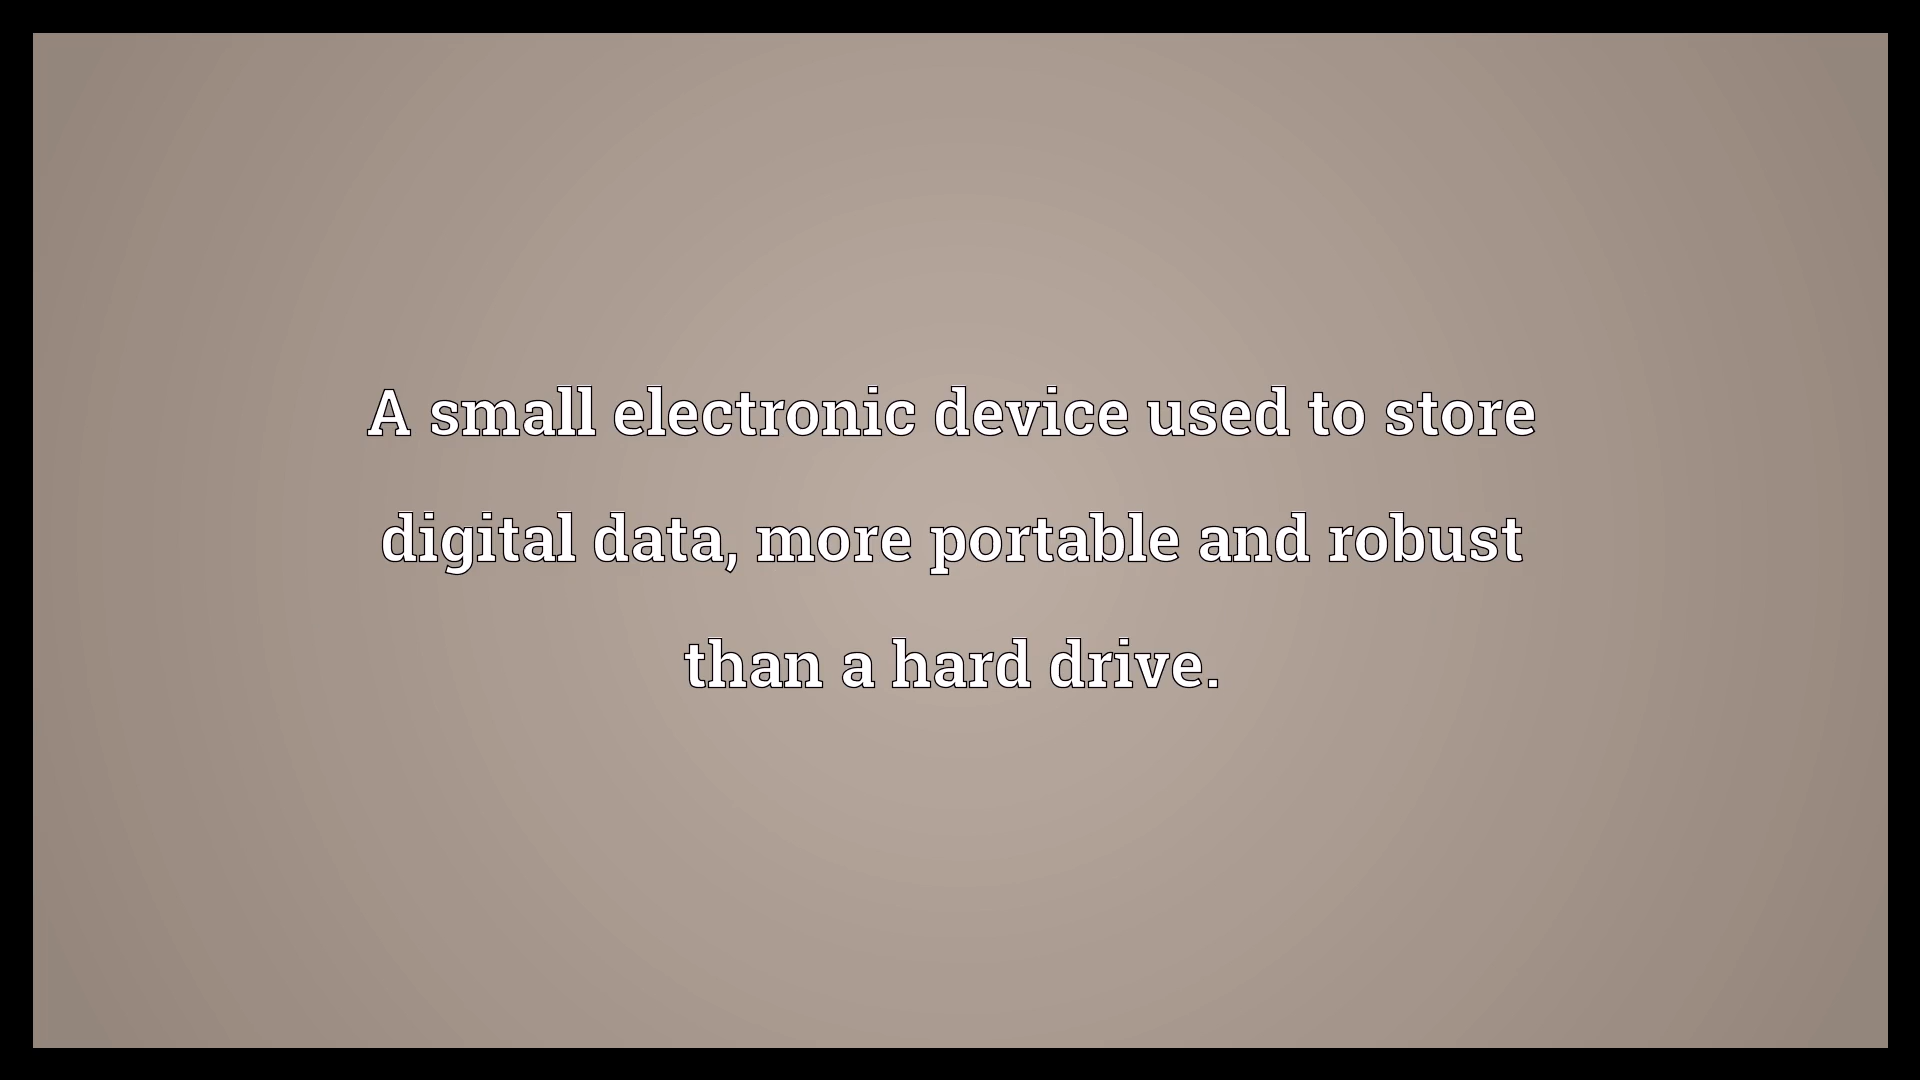 A small electronic device used to store
digital data, more portable and robust
than a hard drive.